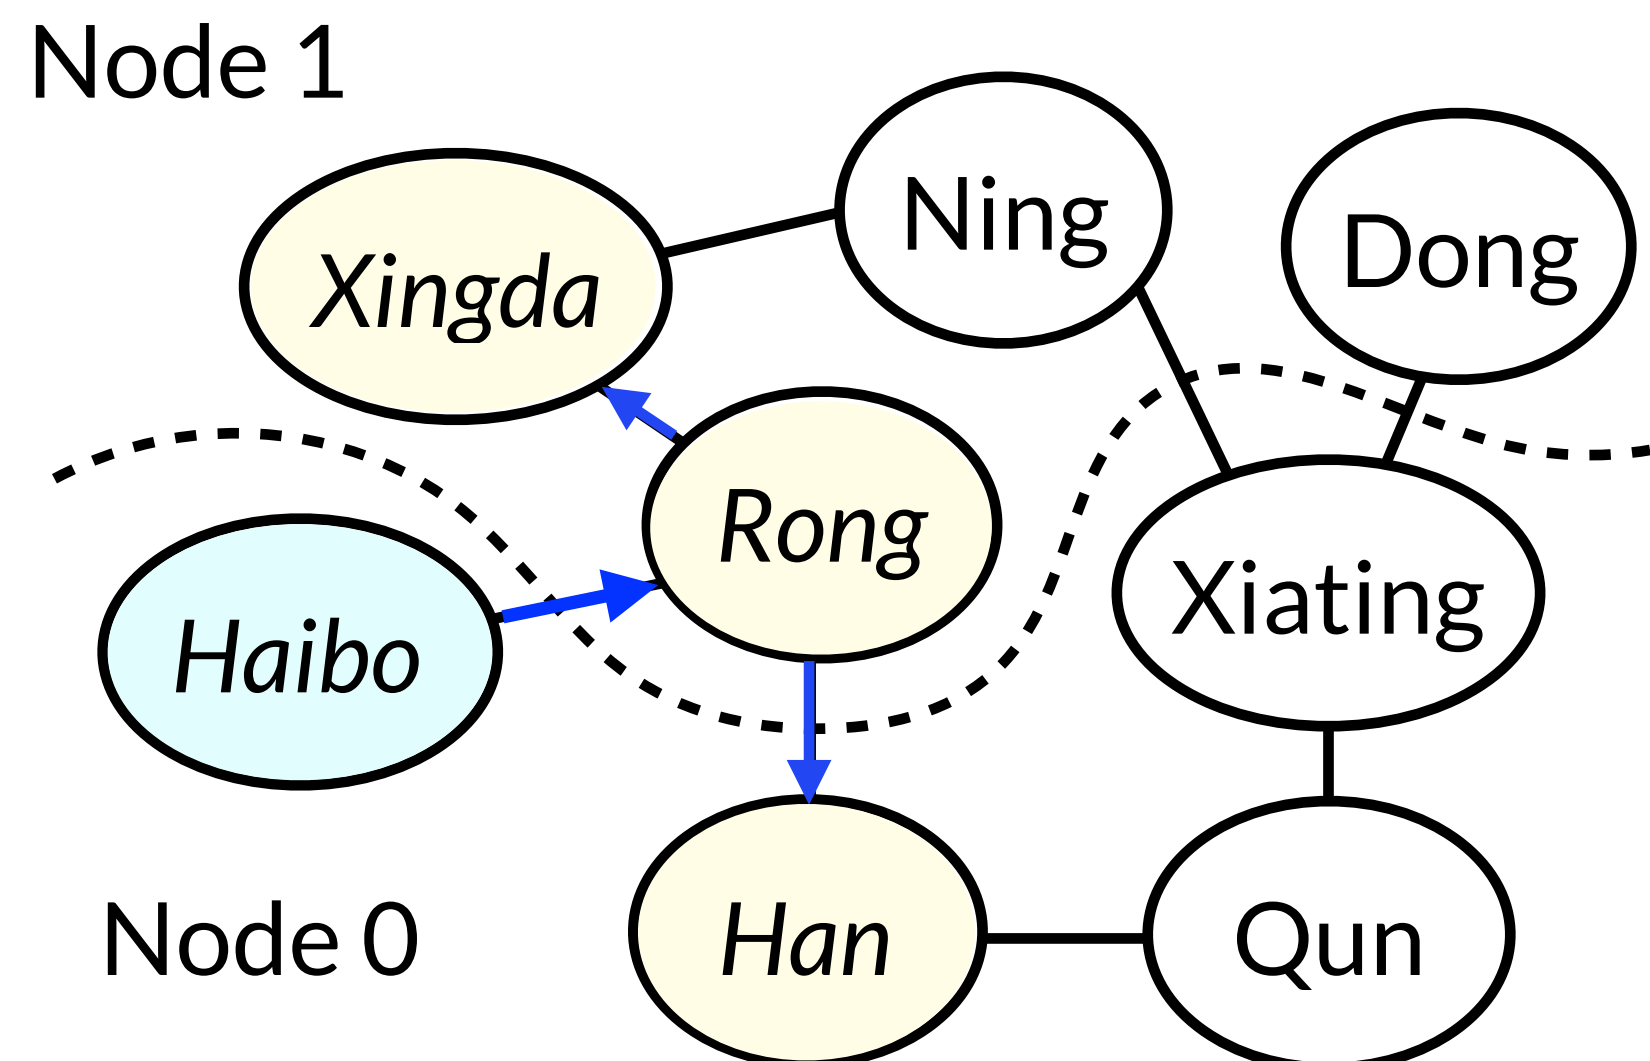 Node 1
Ning
Dong
Xingda
Rong
Xiating
Haibo
Node 0
Han
Qun